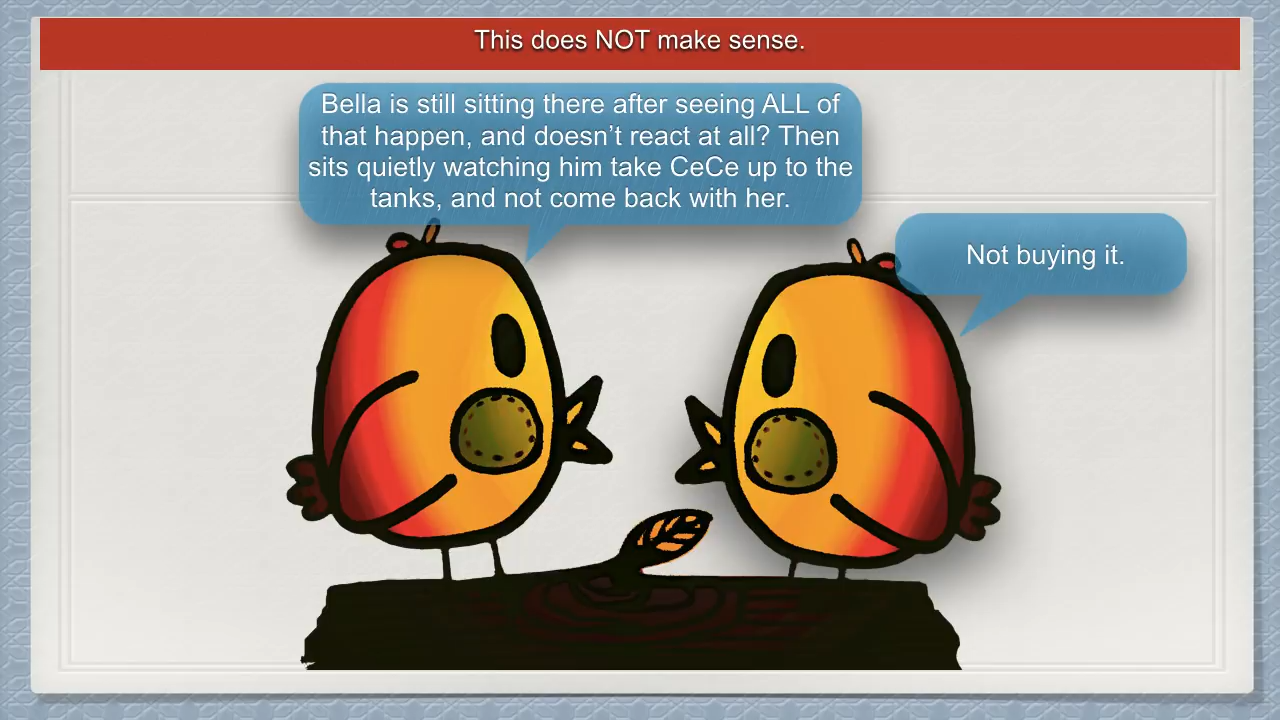 This does NOT make sense.
Bella is still sitting there after seeing ALL of
that happen, and doesn’t react at all? Then
sits quietly watching him take CeCe up to the
tanks, and not come back with her.
Not buying it.